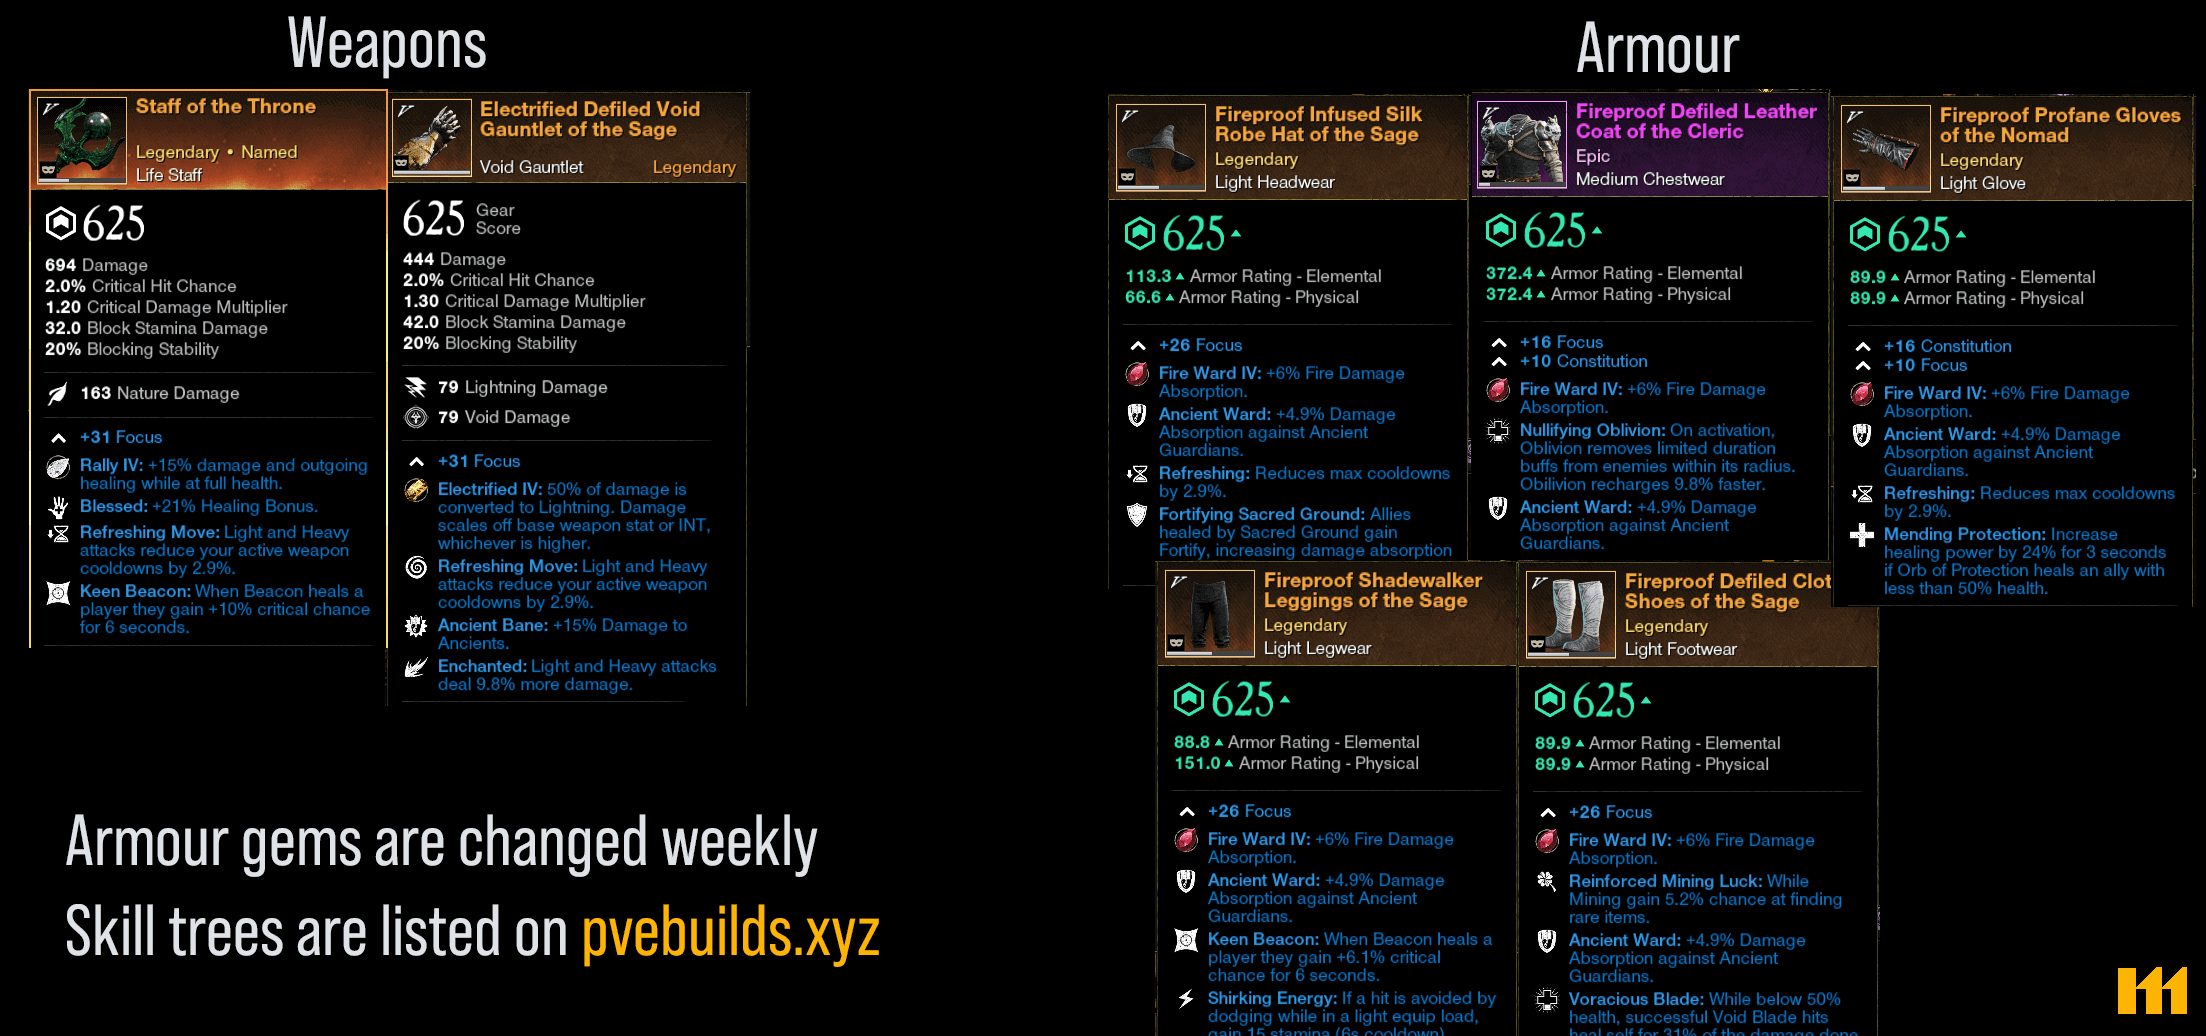 Weapons
Armour
Staff of the Throne
Legendary • Named
Life Staff
625
694 Damage
2.0% Critical Hit Chance
1.20 Critical Damage Multiplier
32.0 Block Stamina Damage
20% Blocking Stability
163 Nature Damage
+31 Focus
Rally IV: +15% damage and outgoing
healing while at full health.
Blessed: +21% Healing Bonus.
Refreshing Move: Light and Heavy
attacks reduce your active weapon
cooldowns by 2.9%.
Keen Beacon: When Beacon heals a
player they gain +10% critical chance
for 6 seconds.
Electrified Defiled Void
Gauntlet of the Sage
Void Gauntlet Legendary
625 Gear
Score
444 Damage
2.0% Critical Hit Chance
1.30 Critical Damage Multiplier
42.0 Block Stamina Damage
20% Blocking Stability
79 Lightning Damage
79 Void Damage
+31 Focus
Electrified IV: 50% of damage is
converted to Lightning. Damage
scales off base weapon stat or INT,
whichever is higher.
Refreshing Move: Light and Heavy
attacks reduce your active weapon
cooldowns by 2.9%.
Ancient Bane: +15% Damage to
Ancients.
Enchanted: Light and Heavy attacks
deal 9.8% more damage.
Fireproof Infused Silk
Robe Hat of the Sage
Legendary
Light Headwear
625
113.3 Armor Rating - Elemental
66.6 Armor Rating - Physical
+26 Focus
Fire Ward IV: +6% Fire Damage
Absorption.
Ancient Ward: +4.9% Damage
Absorption against Ancient
Guardians.
Refreshing: Reduces max cooldowns
by 2.9%.
Fortifying Sacred Ground: Allies
healed by Sacred Ground gain
Fortify, increasing damage absorption
Fireproof Defiled Leather
Coat of the Cleric
Epic
Medium Chestwear
625
372.4 Armor Rating - Elemental
372.4 Armor Rating - Physical
+16 Focus
+10 Constitution
Fire Ward IV: +6% Fire Damage
Absorption.
Nullifying Oblivion: On activation,
Oblivion removes limited duration
buffs from enemies within its radius.
Obilivion recharges 9.8% faster.
Ancient Ward: +4.9% Damage
Absorption against Ancient
Guardians.
Fireproof Profane Gloves
of the Nomad
Legendary
Light Glove
625
89.9 Armor Rating - Elemental
89.9 Armor Rating - Physical
+16 Constitution
+10 Focus
Fire Ward IV: +6% Fire Damage
Absorption.
Ancient Ward: +4.9% Damage
Absorption against Ancient
Guardians.
Refreshing: Reduces max cooldowns
by 2.9%.
Mending Protection: Increase
healing power by 24% for 3 seconds
if Orb of Protection heals an ally with
less than 50% health.
Fireproof Shadewalker
Leggings of the Sage
Legendary
Light Legwear
625
88.8 Armor Rating - Elemental
151.0 Armor Rating - Physical
+26 Focus
Fire Ward IV: +6% Fire Damage
Absorption.
Ancient Ward: +4.9% Damage
Absorption against Ancient
Guardians.
Keen Beacon: When Beacon heals a
player they gain +6.1% critical
chance for 6 seconds.
Shirking Energy: If a hit is avoided by
dodging while in a light equip load,
gain 15 stamina (6s cooldown)
Fireproof Defiled Clot
Shoes of the Sage
Legendary
Light Footwear
625
89.9 Armor Rating - Elemental
89.9 Armor Rating - Physical
+26 Focus
Fire Ward IV: +6% Fire Damage
Absorption.
Reinforced Mining Luck: While
Mining gain 5.2% chance at finding
rare items.
Ancient Ward: +4.9% Damage
Absorption against Ancient
Guardians.
Voracious Blade: While below 50%
health, successful Void Blade hits
heal self for 31% of the damage done
Armour gems are changed weekly
Skill trees are listed on pvebuilds.xyz